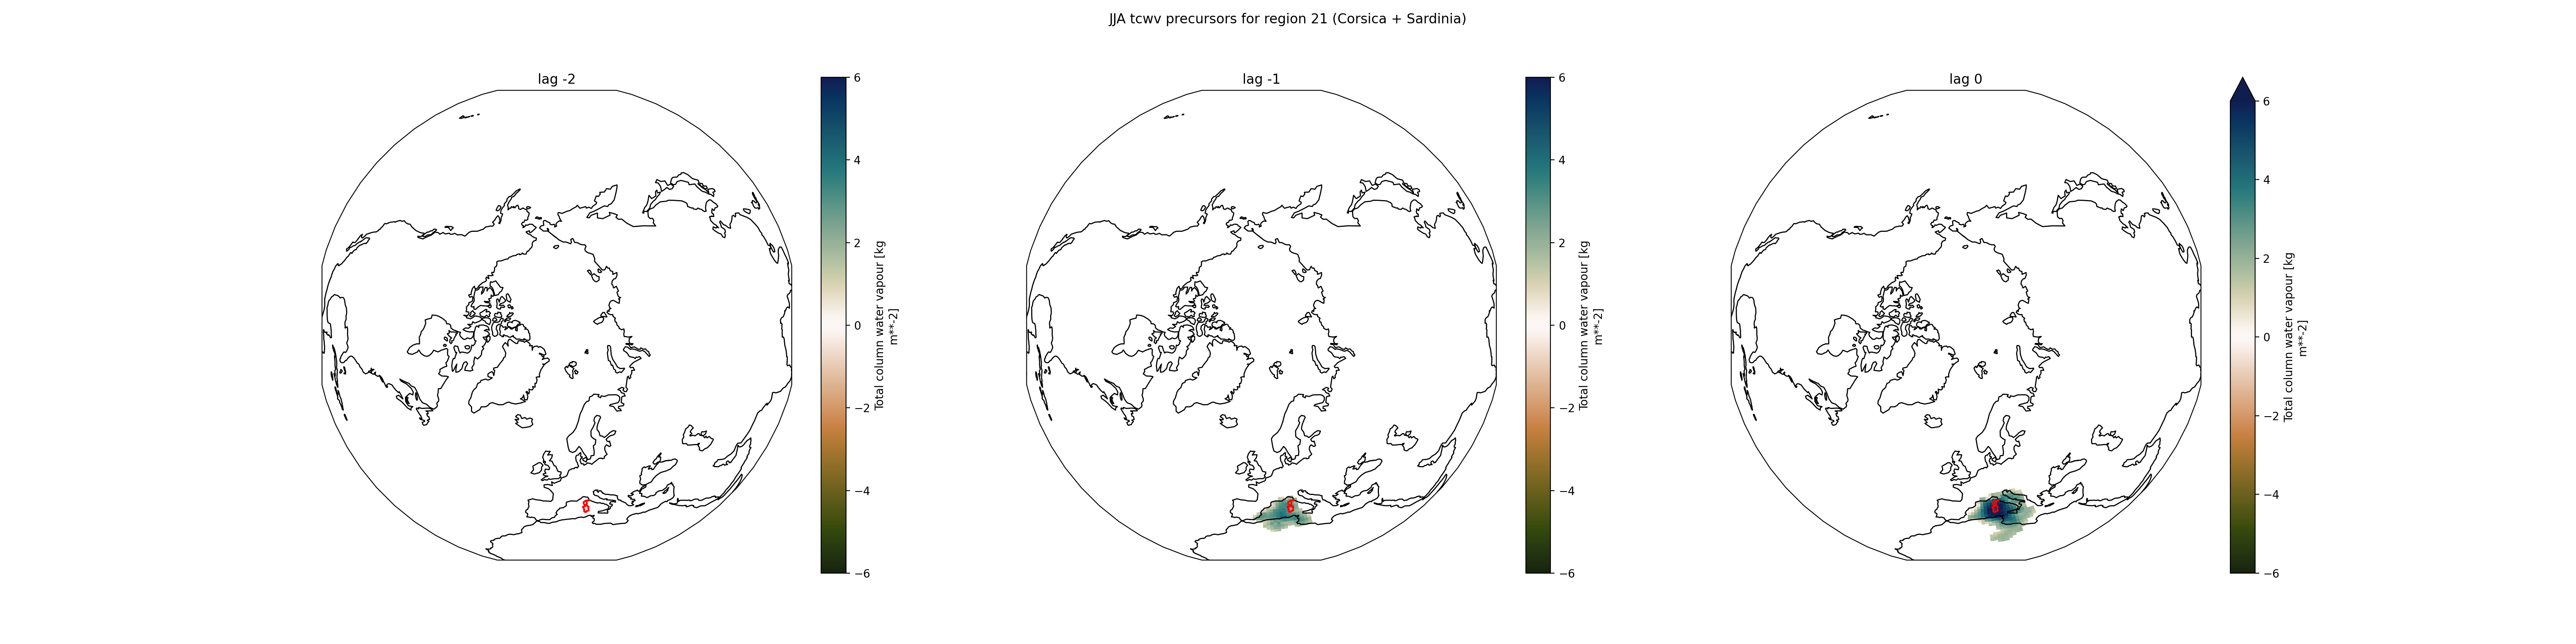 JJA tcwv precursors for region 21 (Corsica + Sardinia)
lag -2
6
4
2
0
−2
−4
−6
Total column water vapour [kg
m**-2]
lag -1
6
4
2
0
−2
−4
−6
Total column water vapour [kg
m**-2]
lag 0
6
4
2
0
−2
−4
−6
Total column water vapour [kg
m**-2]